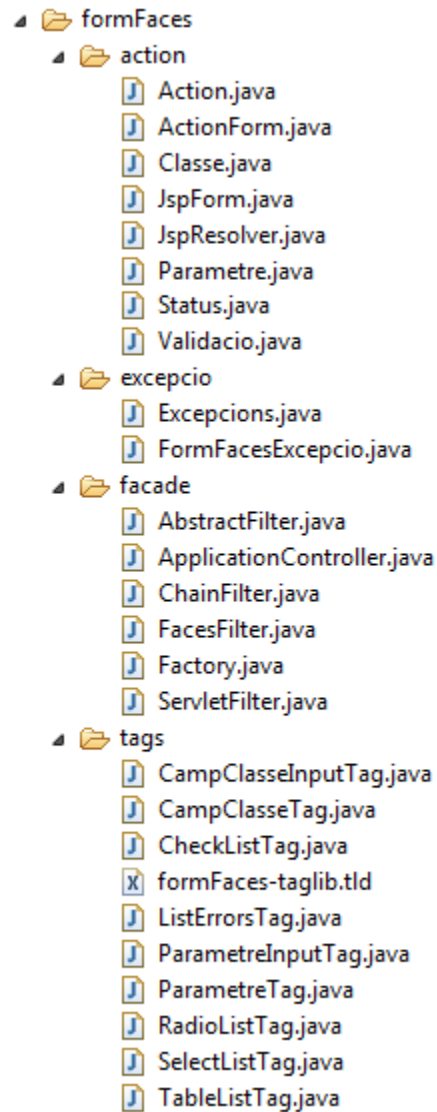 formFaces
action
Action.java
ActionForm.java
Classe.java
JspForm.java
JspResolver.java
Parametre.java
Status.java
Validacio.java
excepcio
Excepcions.java
FormFacesExcepcio.java
facade
AbstractFilter.java
ApplicationController.java
ChainFilter.java
FacesFilter.java
Factory.java
ServletFilter.java
tags
CampClasseInputTag.java
CampClasseTag.java
CheckListTag.java
formFaces-taglib.tld
ListErrorsTag.java
ParametreInputTag.java
ParametreTag.java
RadioListTag.java
SelectListTag.java
TableListTag.java